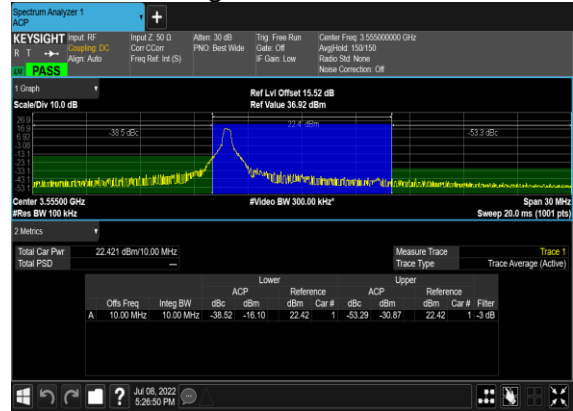 Spectrum Analyzer 1
ACP
+
KEYSIGHT Input: RF Input Z: 50 Ω Atten: 30 dB Trig: Free Run Center Freq: 3.555000000 GHz
R T Coupling: DC Corr CCorr PNO: Best Wide Gate: Off Avg|Hold: 150/150
Align: Auto Freq Ref: Int (S) IF Gain: Low Radio Std: None
PASS Noise Correction: Off
1 Graph
Ref Lvl Offset 15.52 dB
Scale/Div 10.0 dB Ref Value 36.92 dBm
26.9
16.9
6.92
-3.08
-13.1
-23.1
-33.1
-43.1
-53.1
-38.5 dBc 22.4 dBm -53.3 dBc
Center 3.55500 GHz #Video BW 300.00 kHz* Span 30 MHz
#Res BW 100 kHz Sweep 20.0 ms (1001 pts)
2 Metrics
Total Car Pwr 22.421 dBm/10.00 MHz Measure Trace Trace 1
Total PSD --- Trace Type Trace Average (Active)
Lower Upper
ACP Reference ACP Reference
Offs Freq Integ BW dBc dBm dBm Car # dBc dBm dBm Car # Filter
A 10.00 MHz 10.00 MHz -38.52 -16.10 22.42 1 -53.29 -30.87 22.42 1 -3 dB
? Jul 08, 2022
5:26:50 PM